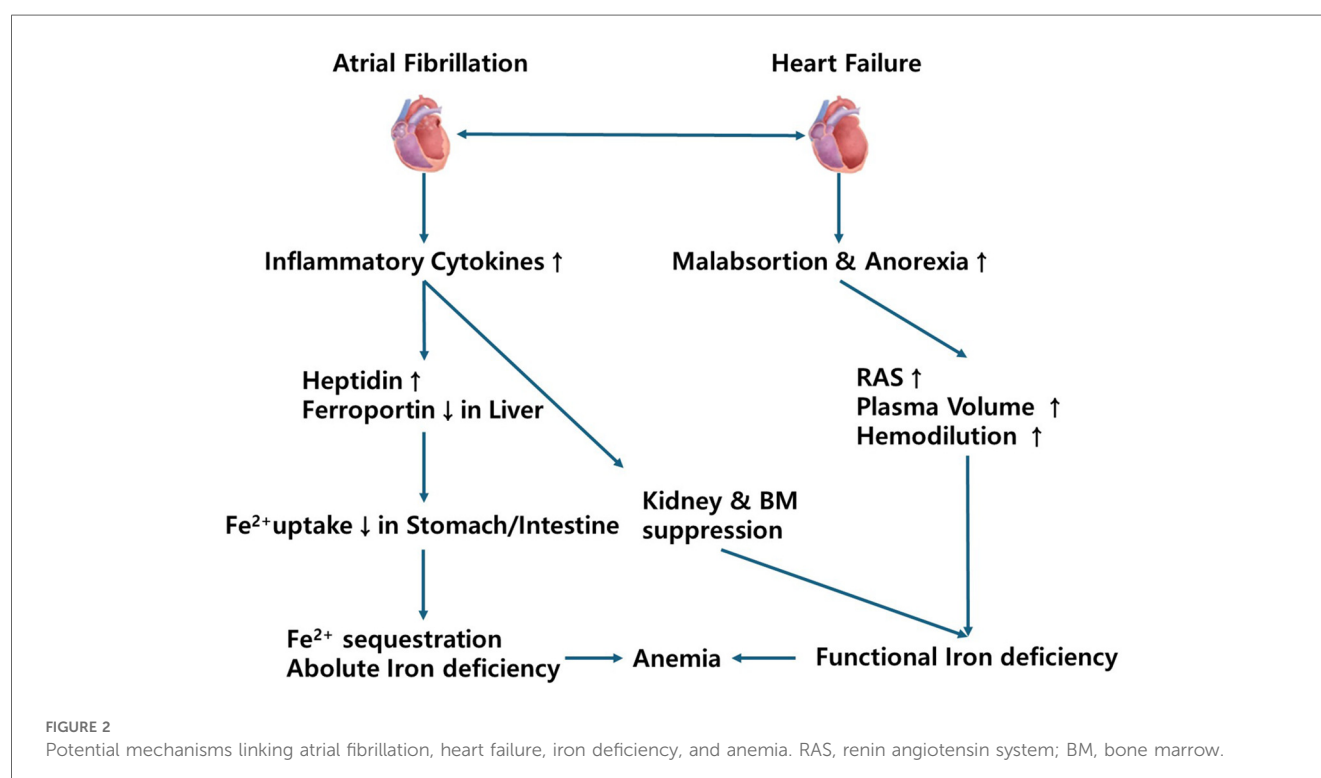 Atrial Fibrillation
Heart Failure
Inflammatory Cytokines ↑
Malabsortion & Anorexia ↑
Heptidin ↑
Ferroportin ↓ in Liver
RAS ↑
Plasma Volume ↑
Hemodilution ↑
Kidney & BM
suppression
Fe²⁺uptake ↓ in Stomach/Intestine
Fe²⁺ sequestration
Abolute Iron deficiency
Anemia
Functional Iron deficiency
FIGURE 2
Potential mechanisms linking atrial fibrillation, heart failure, iron deficiency, and anemia. RAS, renin angiotensin system; BM, bone marrow.